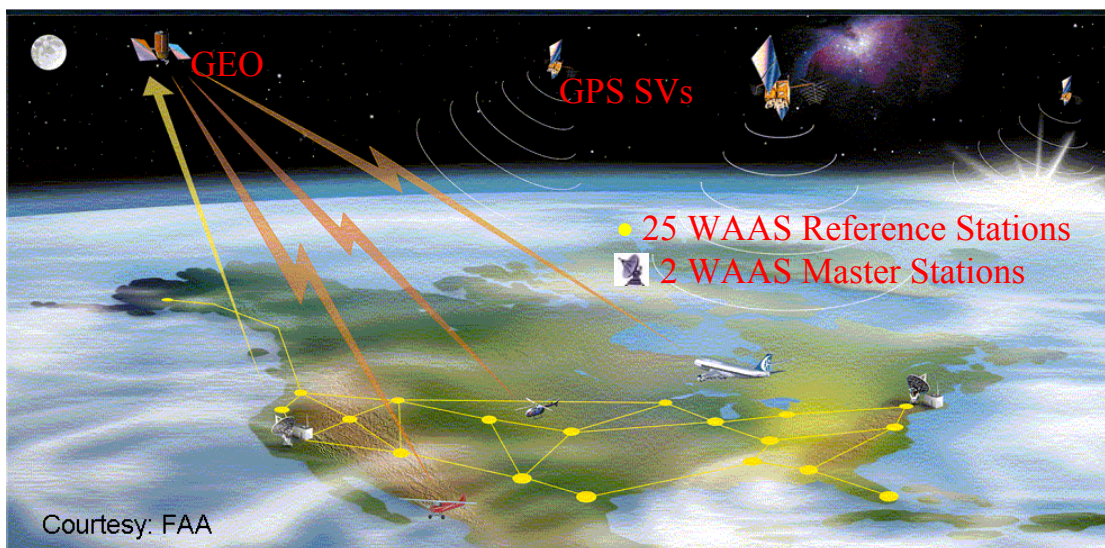 GEO
GPS SVs
25 WAAS Reference Stations
2 WAAS Master Stations
Courtesy: FAA